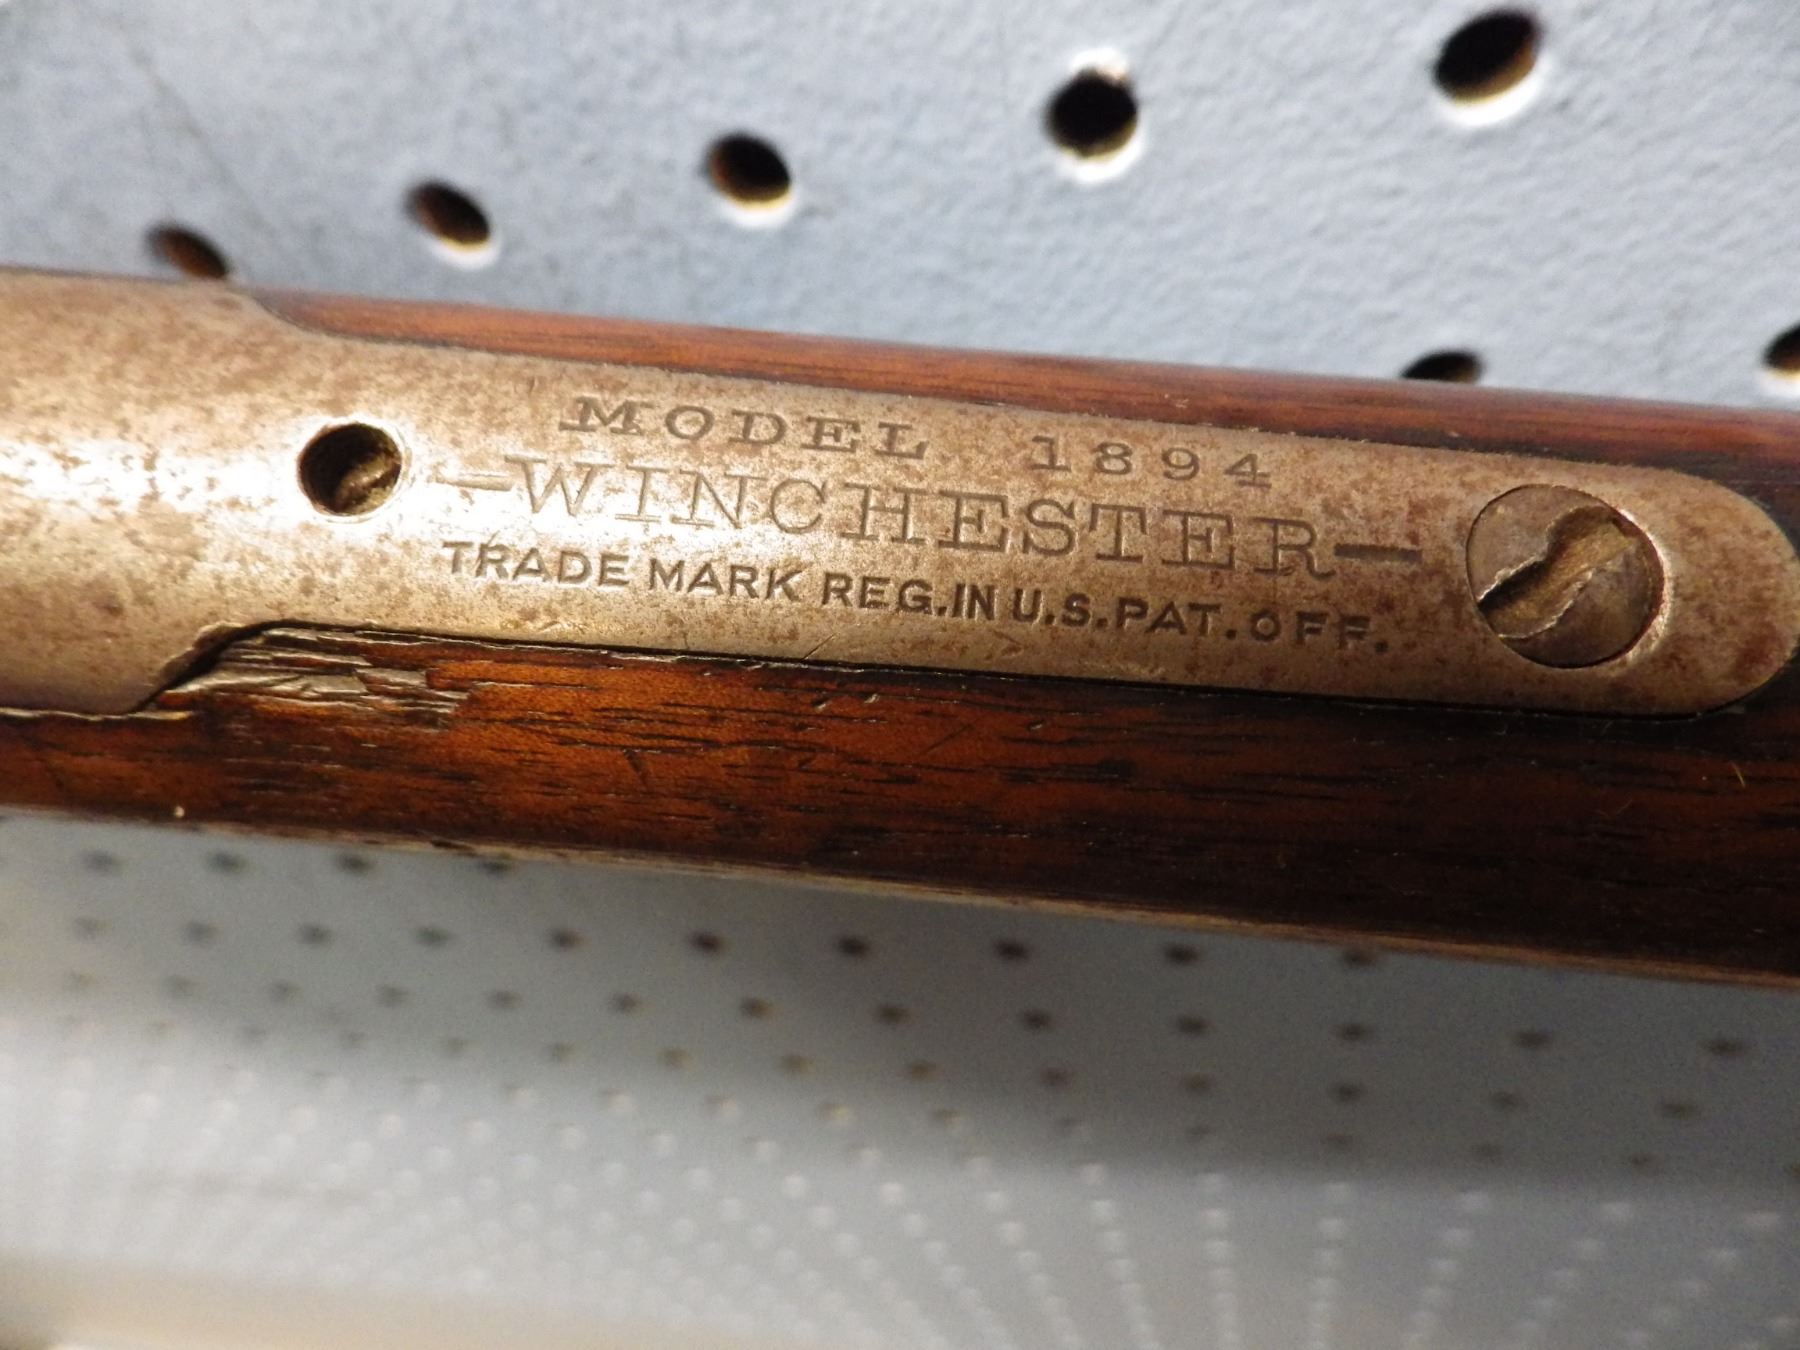 MODEL 1894
—WINCHESTER—
TRADE MARK REG. IN U.S. PAT. OFF.